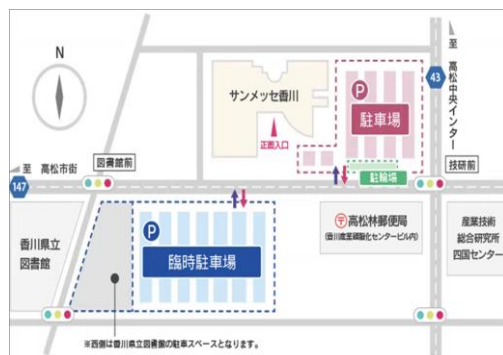 N
サンメッセ香川
正面入口
P
駐車場
駐輪場
至 高松中央インター
43
技研前
至 高松市街
図書館前
147
香川県立
図書館
P
臨時駐車場
〒高松林郵便局
(香川産業頭脳化センタービル内)
産業技術
総合研究所
四国センター
※西側は香川県立図書館の駐車スペースとなります。